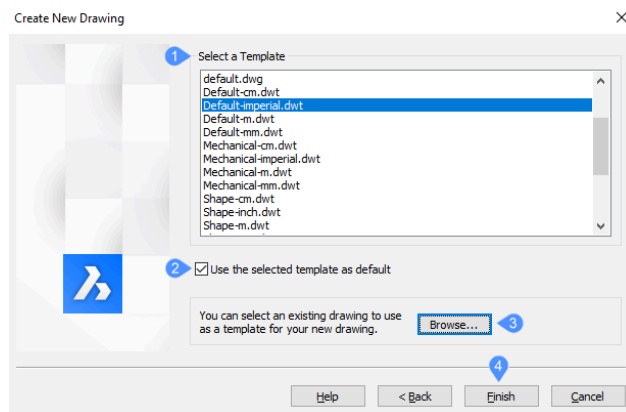 Create New Drawing
1
Select a Template
default.dwg
Default-cm.dwt
Default-imperial.dwt
Default-m.dwt
Default-mm.dwt
Mechanical-cm.dwt
Mechanical-imperial.dwt
Mechanical-m.dwt
Mechanical-mm.dwt
Shape-cm.dwt
Shape-inch.dwt
Shape-m.dwt
2
Use the selected template as default
You can select an existing drawing to use
as a template for your new drawing.
Browse...
3
4
Help
< Back
Finish
Cancel